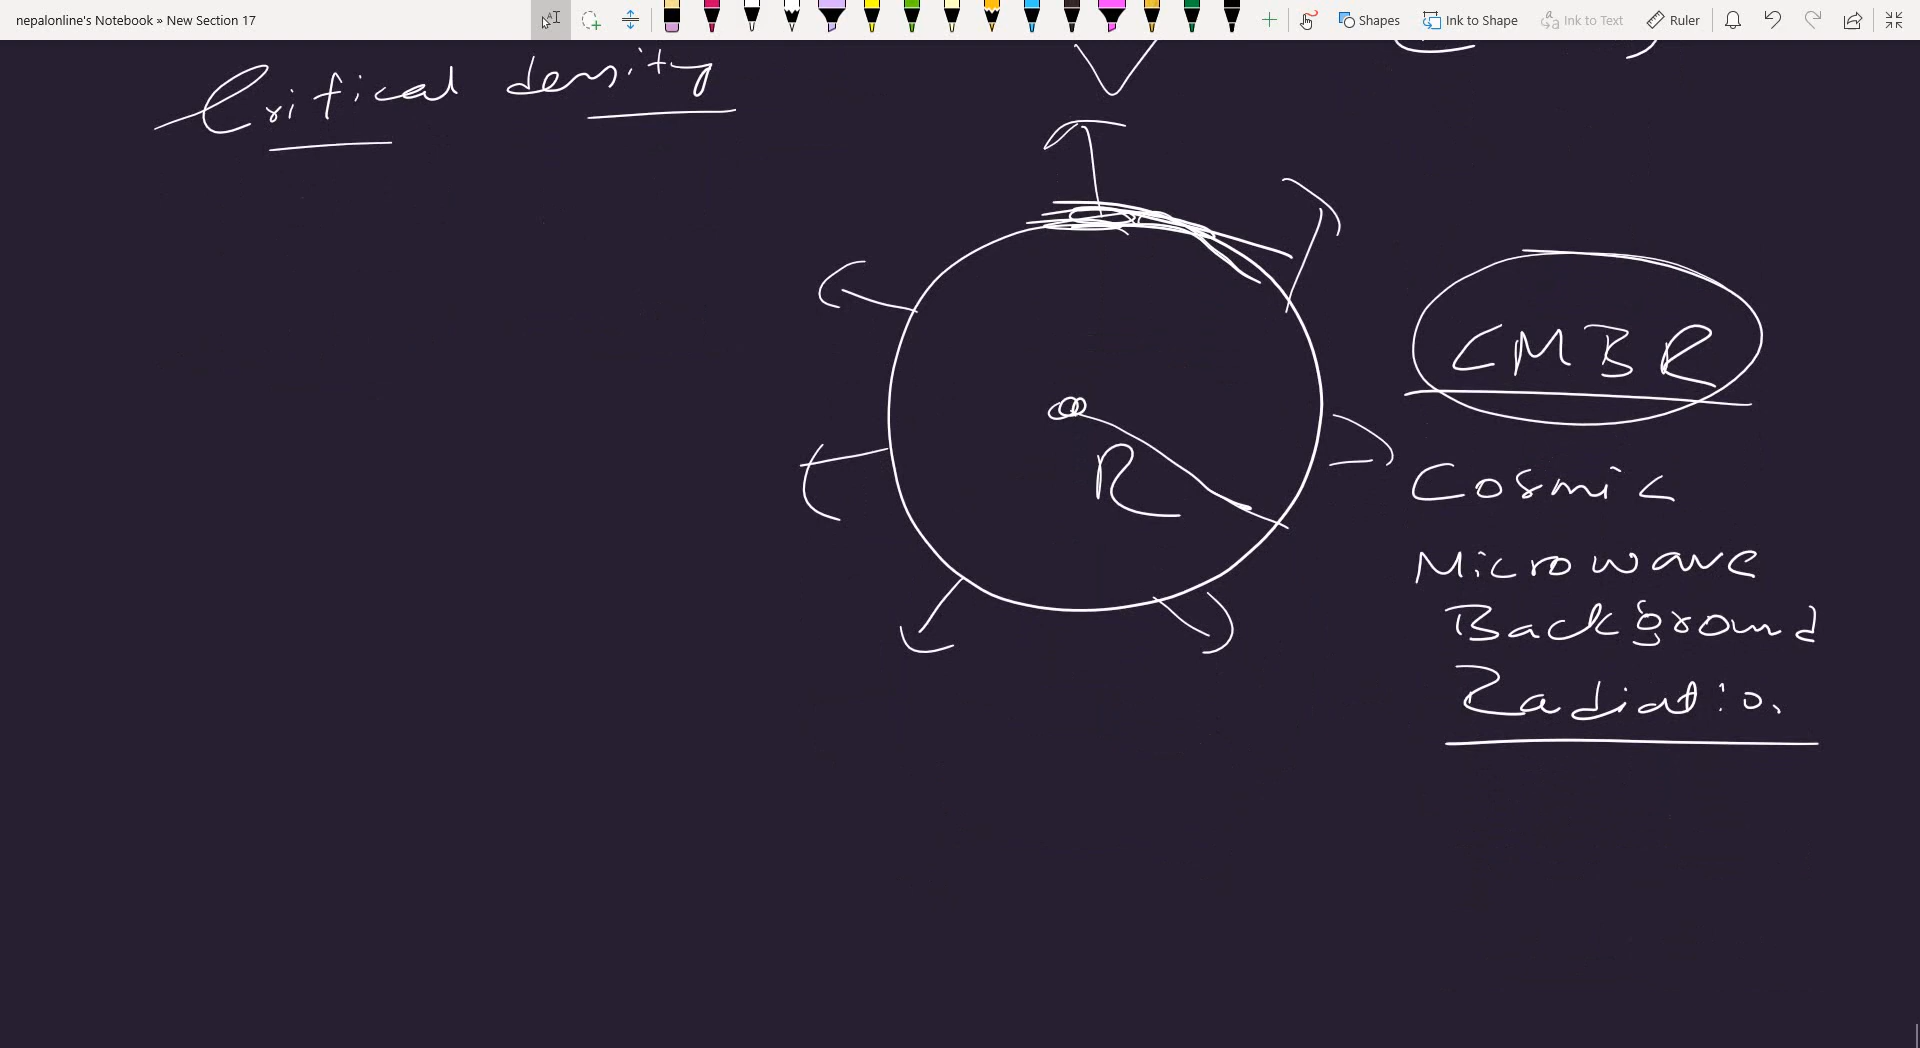 nepalonline's Notebook » New Section 17
Shapes
Ink to Shape
Ink to Text
Ruler
Critical density
R
CMBR
Cosmic
Microwave
Background
Radiation